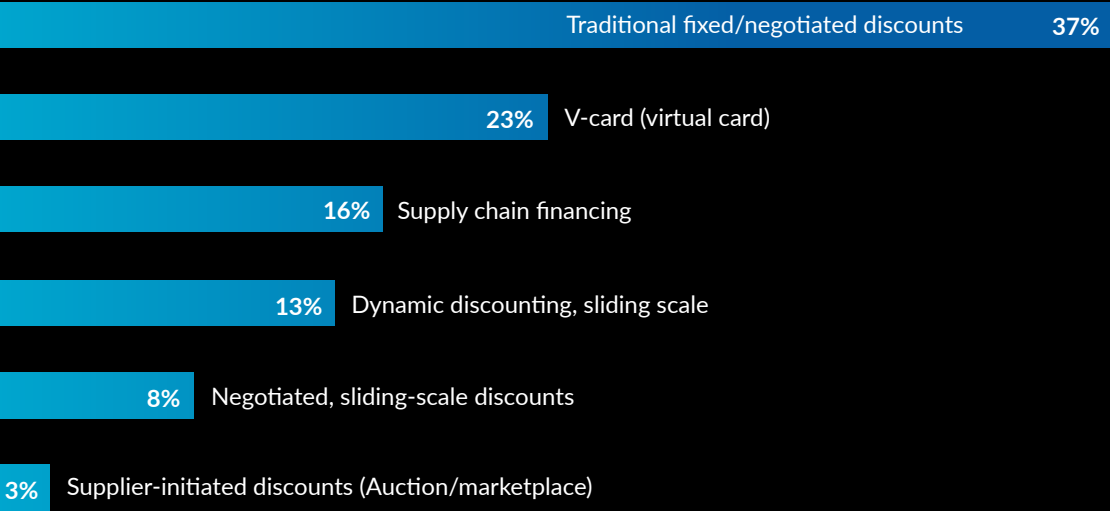 Traditional fixed/negotiated discounts 37%
23% V-card (virtual card)
16% Supply chain financing
13% Dynamic discounting, sliding scale
8% Negotiated, sliding-scale discounts
3% Supplier-initiated discounts (Auction/marketplace)